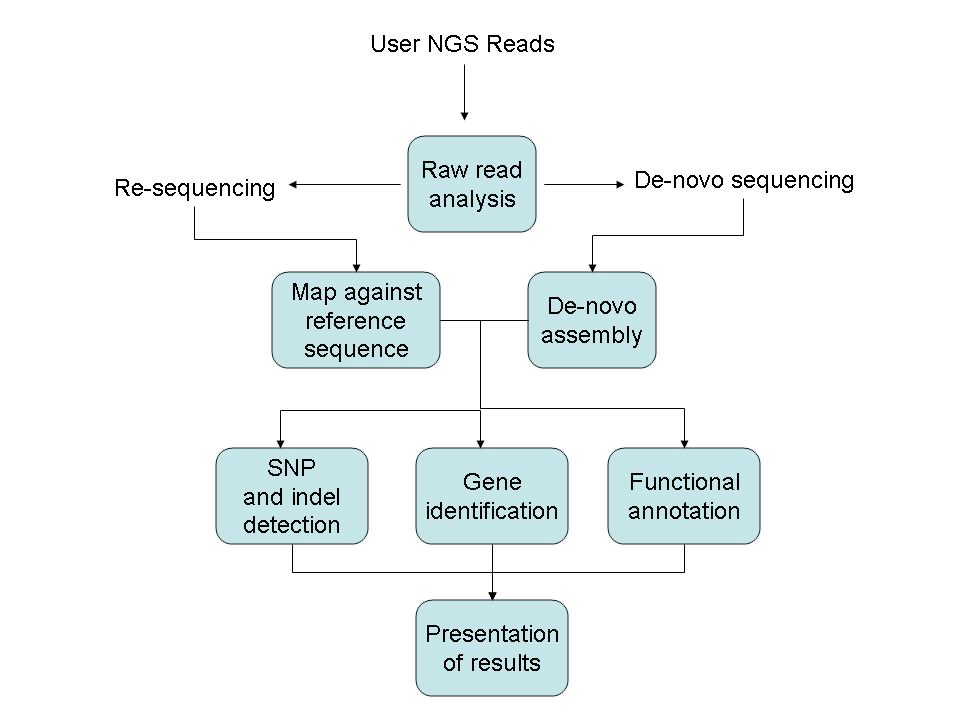 User NGS Reads
Raw read
analysis
Re-sequencing
De-novo sequencing
Map against
reference
sequence
De-novo
assembly
SNP
and indel
detection
Gene
identification
Functional
annotation
Presentation
of results